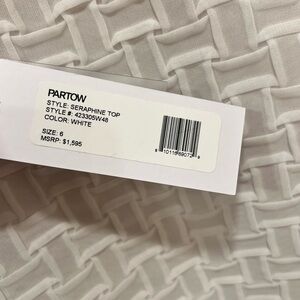 PARTOW
STYLE: SERAPHINE TOP
STYLE #: 423305W48
COLOR: WHITE
SIZE: 6
MSRP: $1,595